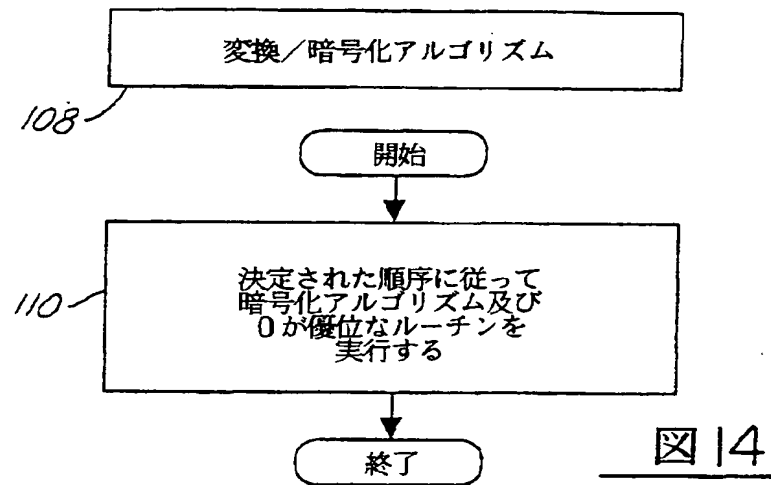 変換／暗号化アルゴリズム
108
開始
決定された順序に従って
暗号化アルゴリズム及び
0が優位なルーチンを
実行する
110
終了
図14